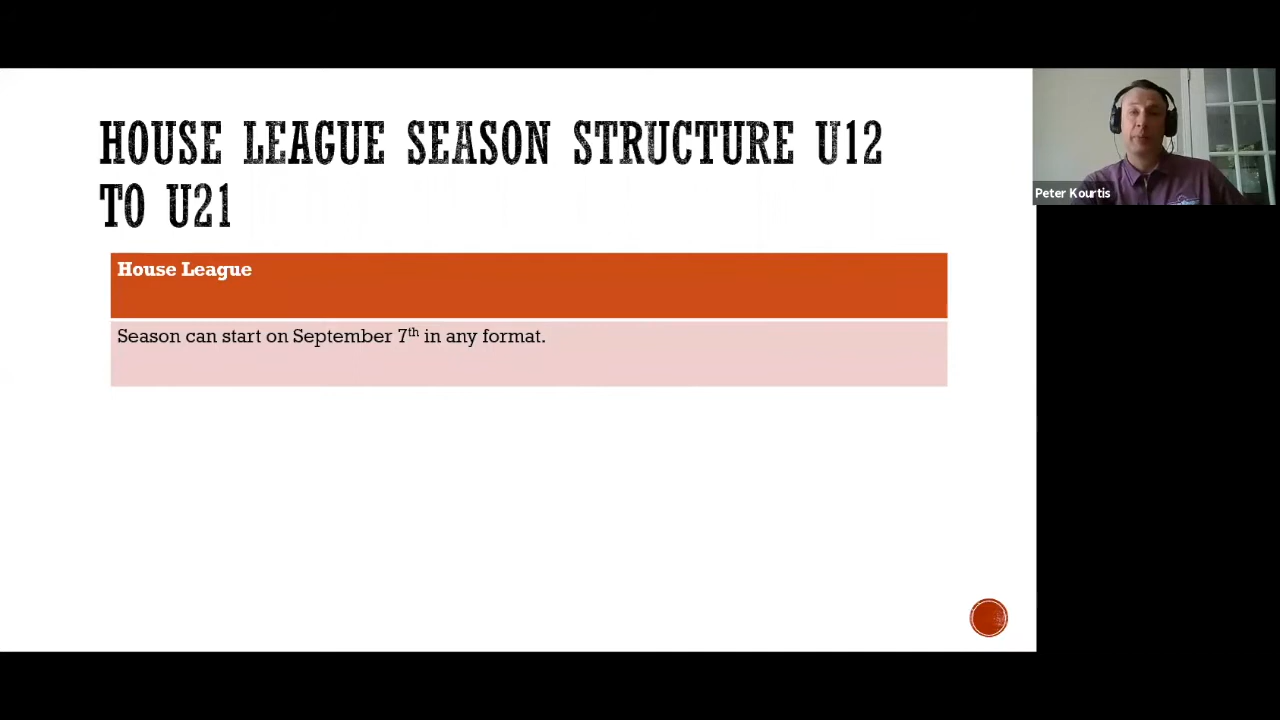 HOUSE LEAGUE SEASON STRUCTURE U12
TO U21
House League
Season can start on September 7th in any format.
Peter Kourtis